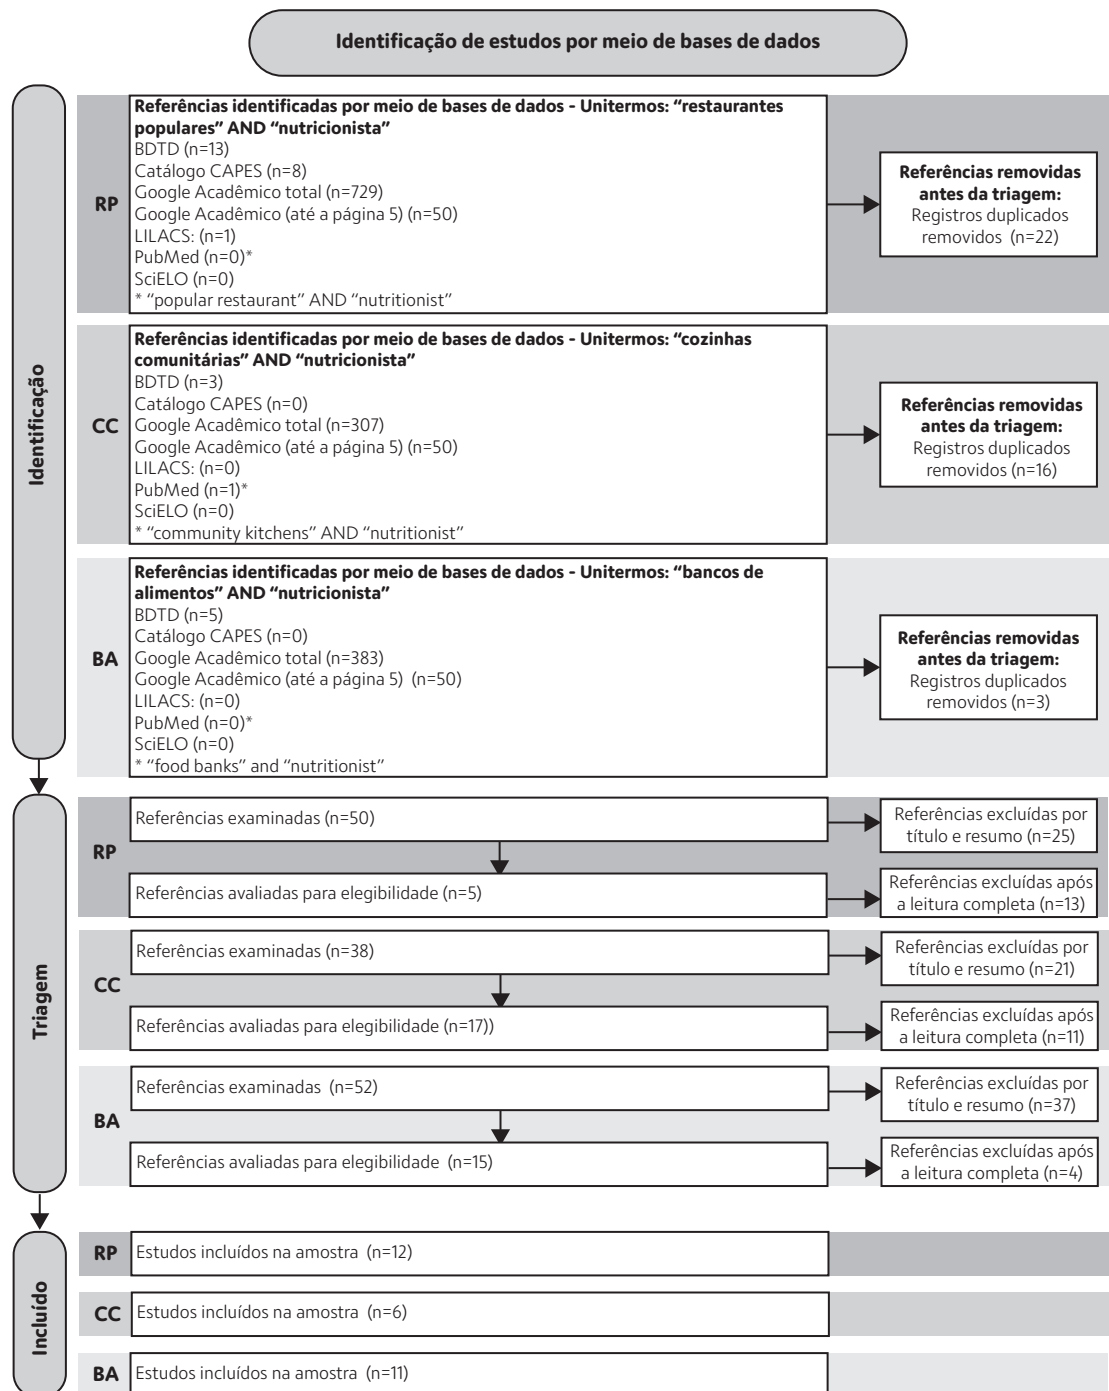 Identificação de estudos por meio de bases de dados
Identificação
RP
Referências identificadas por meio de bases de dados - Unitermos: “restaurantes
populares” AND “nutricionista”
BDTD (n=13)
Catálogo CAPES (n=8)
Google Acadêmico total (n=729)
Google Acadêmico (até a página 5) (n=50)
LILACS: (n=1)
PubMed (n=0)*
SciELO (n=0)
* “popular restaurant” AND “nutritionist”
Referências removidas
antes da triagem:
Registros duplicados
removidos (n=22)
CC
Referências identificadas por meio de bases de dados - Unitermos: “cozinhas
comunitárias” AND “nutricionista”
BDTD (n=3)
Catálogo CAPES (n=0)
Google Acadêmico total (n=307)
Google Acadêmico (até a página 5) (n=50)
LILACS: (n=0)
PubMed (n=1)*
SciELO (n=0)
* “community kitchens” AND “nutritionist”
Referências removidas
antes da triagem:
Registros duplicados
removidos (n=16)
BA
Referências identificadas por meio de bases de dados - Unitermos: “bancos de
alimentos” AND “nutricionista”
BDTD (n=5)
Catálogo CAPES (n=0)
Google Acadêmico total (n=383)
Google Acadêmico (até a página 5) (n=50)
LILACS: (n=0)
PubMed (n=0)*
SciELO (n=0)
* “food banks” and “nutritionist”
Referências removidas
antes da triagem:
Registros duplicados
removidos (n=3)
Triagem
RP
Referências examinadas (n=50)
Referências excluídas por
título e resumo (n=25)
Referências avaliadas para elegibilidade (n=5)
Referências excluídas após
a leitura completa (n=13)
CC
Referências examinadas (n=38)
Referências excluídas por
título e resumo (n=21)
Referências avaliadas para elegibilidade (n=17))
Referências excluídas após
a leitura completa (n=11)
BA
Referências examinadas (n=52)
Referências excluídas por
título e resumo (n=37)
Referências avaliadas para elegibilidade (n=15)
Referências excluídas após
a leitura completa (n=4)
Incluído
RP
Estudos incluídos na amostra (n=12)
CC
Estudos incluídos na amostra (n=6)
BA
Estudos incluídos na amostra (n=11)